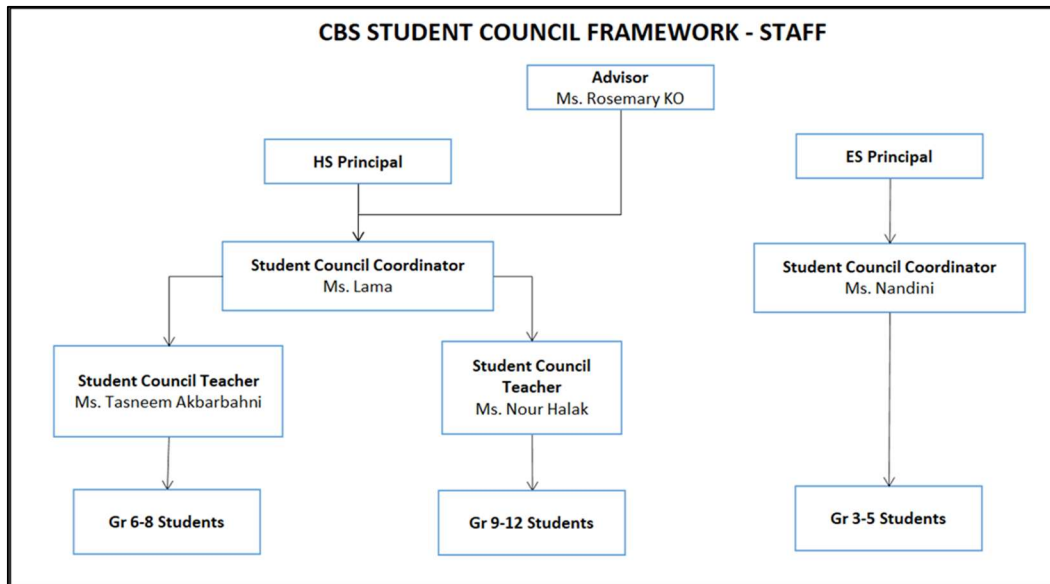 CBS STUDENT COUNCIL FRAMEWORK - STAFF
Advisor
Ms. Rosemary KO
HS Principal
ES Principal
Student Council Coordinator
Ms. Lama
Student Council Coordinator
Ms. Nandini
Student Council Teacher
Ms. Tasneem Akbarbahni
Student Council
Teacher
Ms. Nour Halak
Gr 6-8 Students
Gr 9-12 Students
Gr 3-5 Students